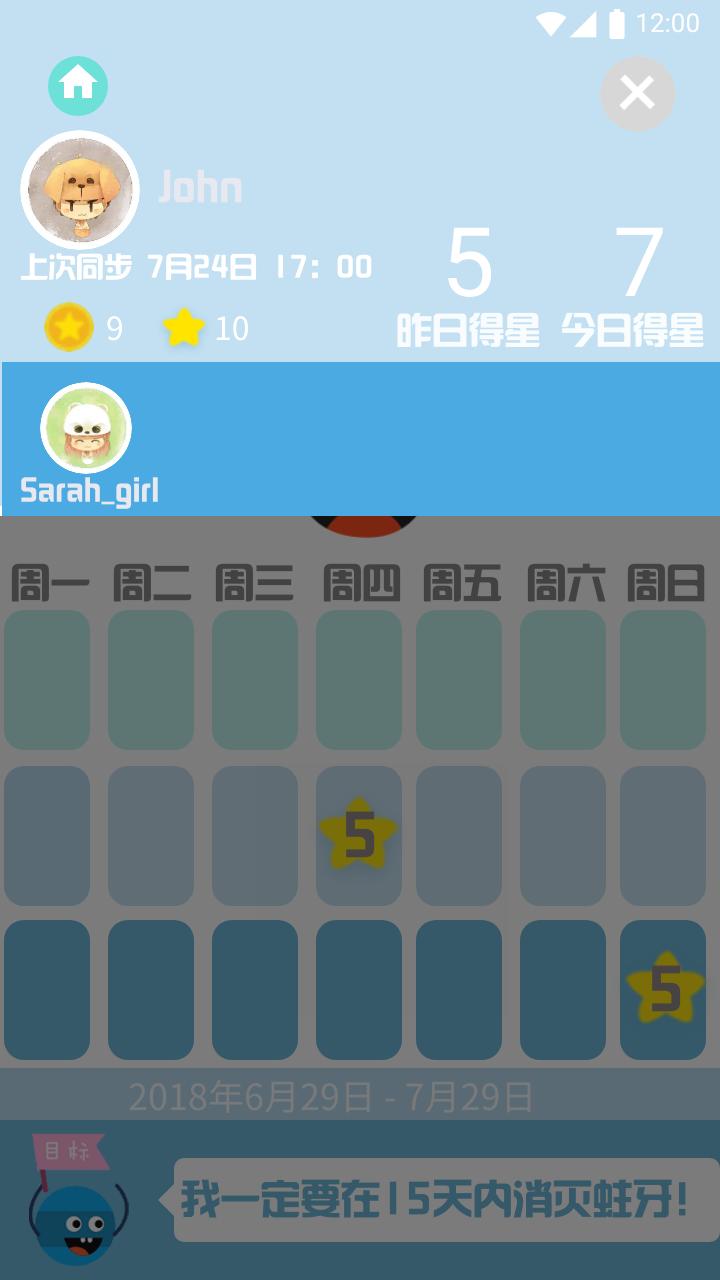 12:00
John
上次同步 7月24日 17：00
5 7
9 10
昨日得星 今日得星
Sarah_girl
周一 周二 周三 周四 周五 周六 周日
5
5
2018年6月29日 - 7月29日
目标
我一定要在15天内消灭蛀牙!